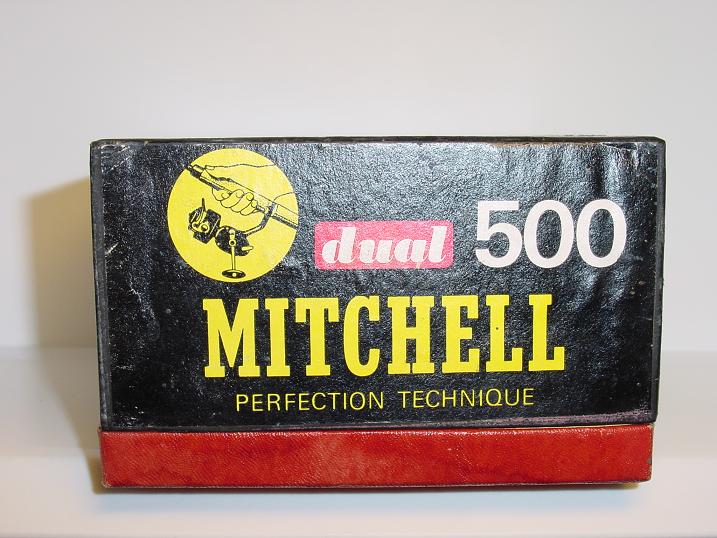 dual 500
MITCHELL
PERFECTION TECHNIQUE